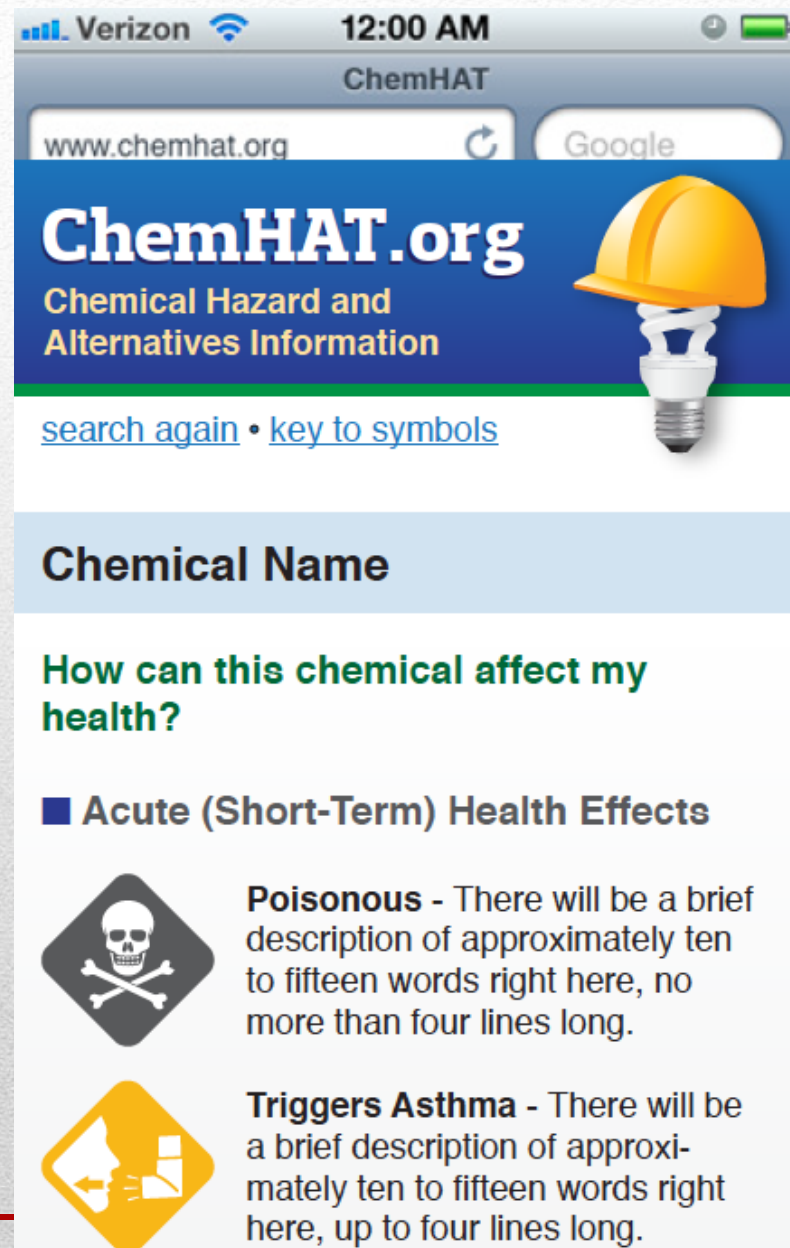 Verizon 12:00 AM
ChemHAT
www.chemhat.org Google
ChemHAT.org
Chemical Hazard and
Alternatives Information
search again • key to symbols
Chemical Name
How can this chemical affect my
health?
Acute (Short-Term) Health Effects
Poisonous - There will be a brief
description of approximately ten
to fifteen words right here, no
more than four lines long.
Triggers Asthma - There will be
a brief description of approxi-
mately ten to fifteen words right
here, up to four lines long.